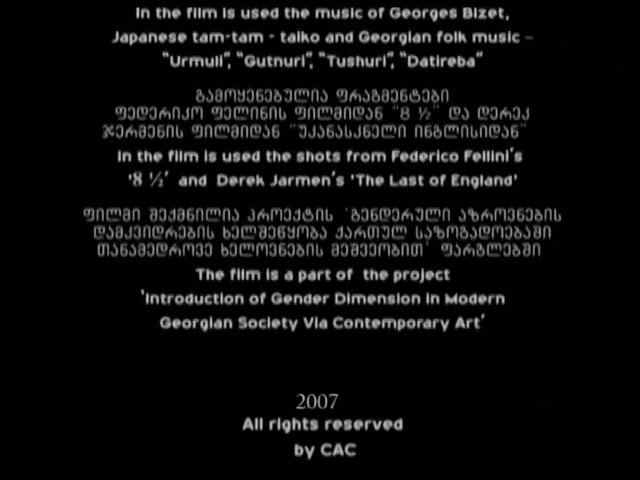 In the film is used the music of Georges Bizet,
Japanese tam-tam - taiko and Georgian folk music –
“Urmuli”, “Gutnuri”, “Tushuri”, “Datireba”
გამოყენებულია ფრაგმენტები
ფედერიკო ფელინის ფილმიდან “8 ½” და დერეკ
ჯერმენის ფილმიდან “უკანასკნელი ინგლისიდან”
In the film is used the shots from Federico Fellini's
'8 ½' and Derek Jarmen's 'The Last of England'
ფილმი შექმნილია პროექტის 'გენდერული აზროვნების
დამკვიდრების ხელშეწყობა ქართულ საზოგადოებაში
თანამედროვე ხელოვნების მეშვეობით' ფარგლებში
The film is a part of the project
'Introduction of Gender Dimension in Modern
Georgian Society Via Contemporary Art'
2007
All rights reserved
by CAC